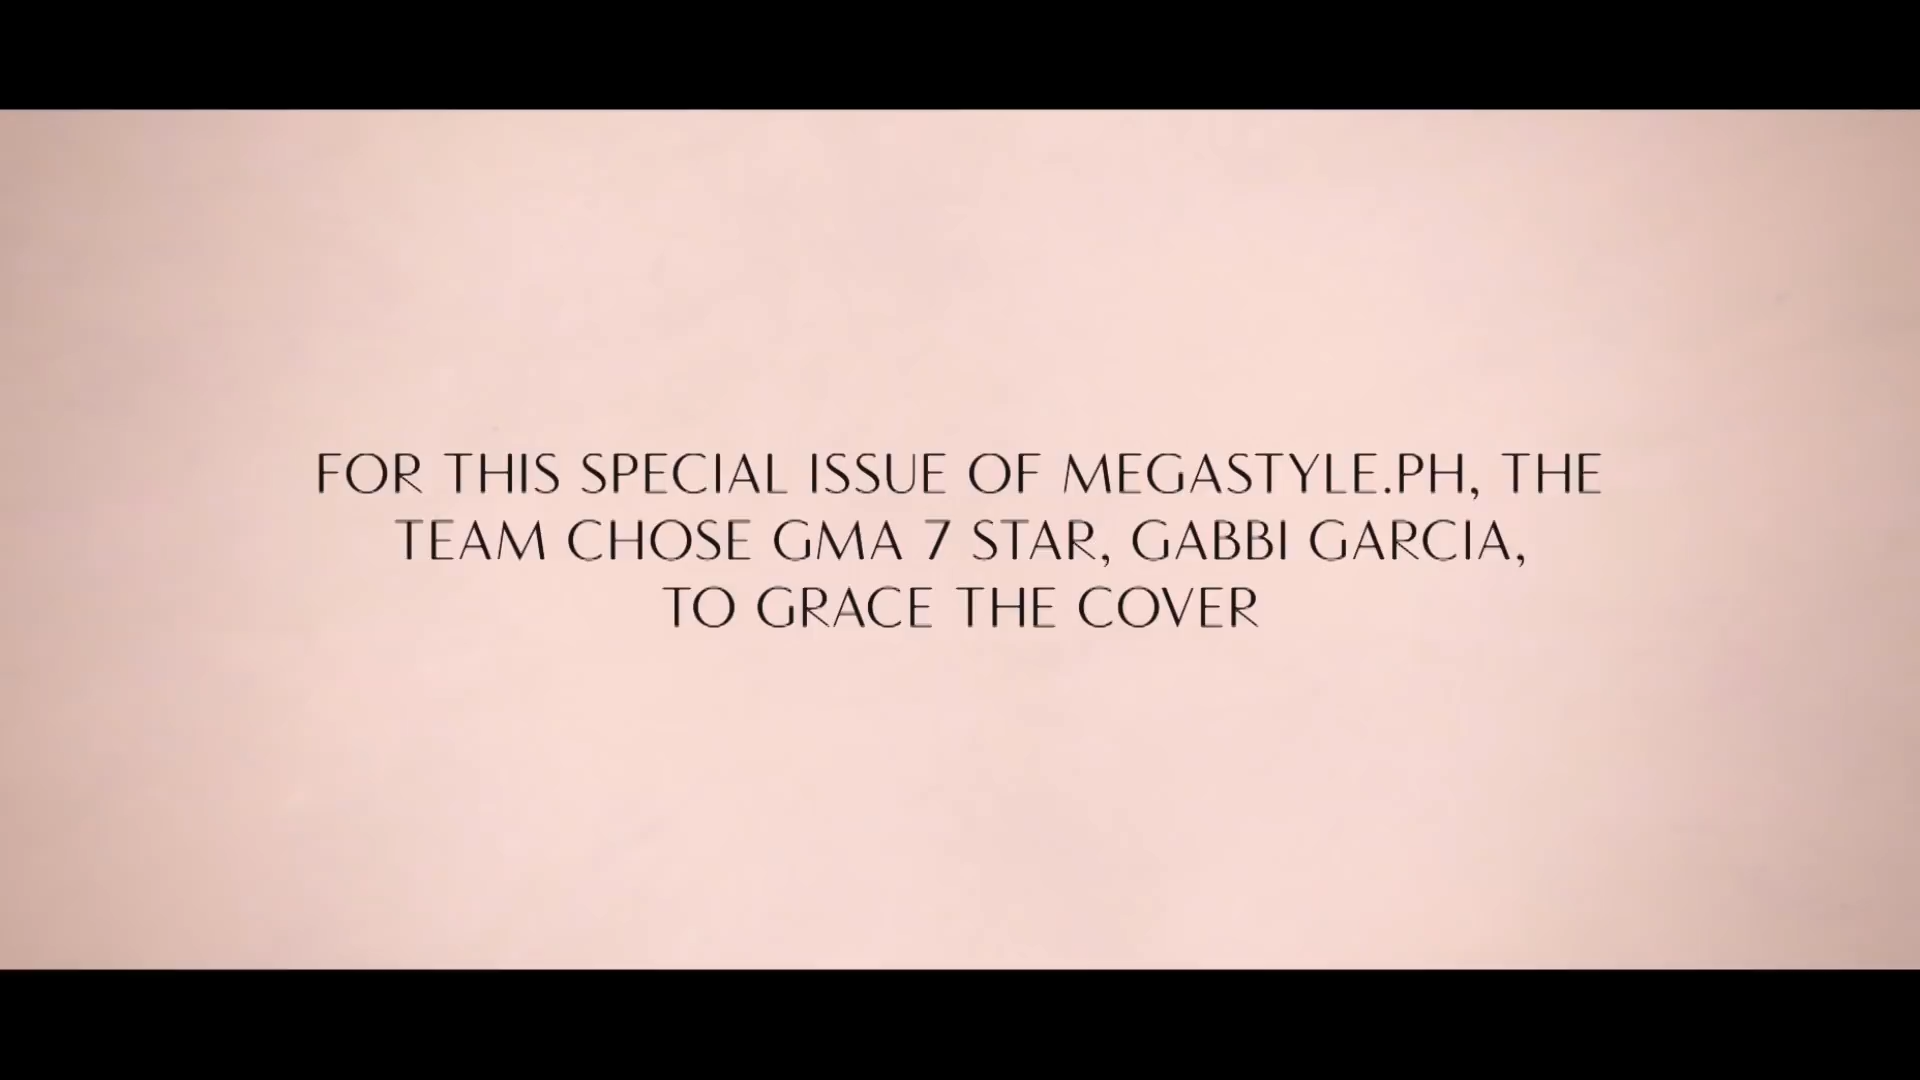 FOR THIS SPECIAL ISSUE OF MEGASTYLE.PH, THE
TEAM CHOSE GMA 7 STAR, GABBI GARCIA,
TO GRACE THE COVER